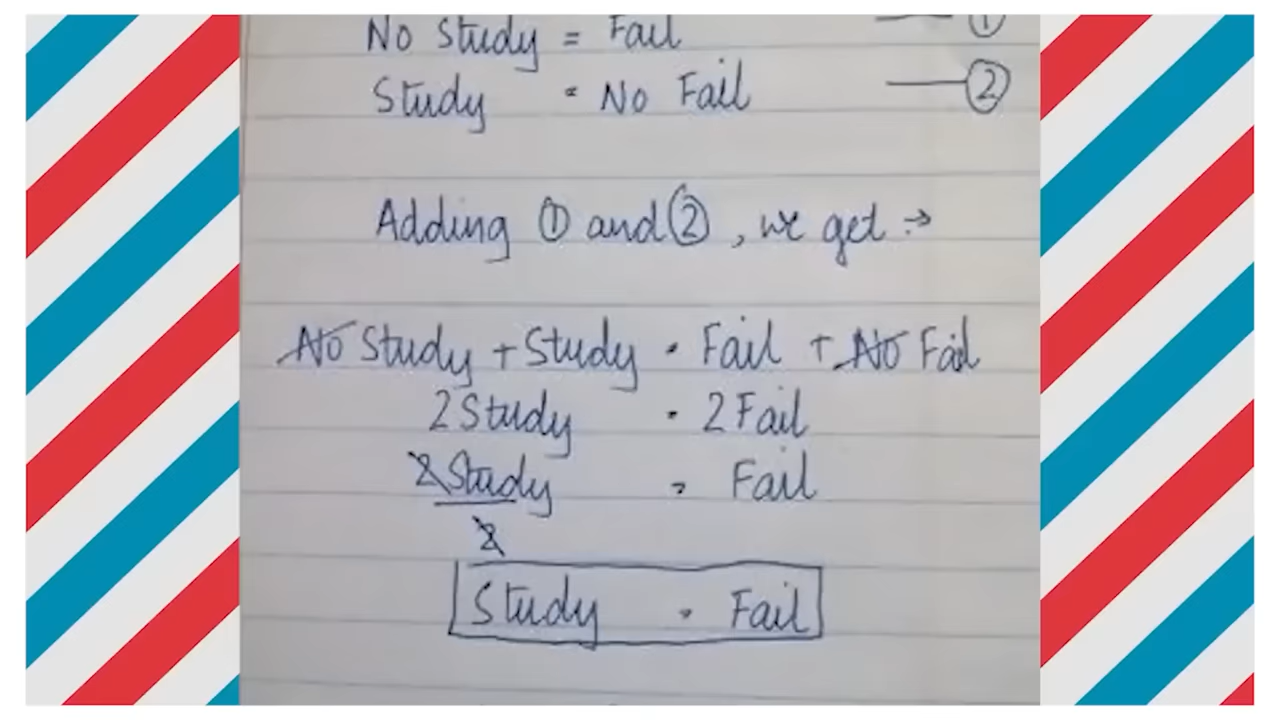 No Study = Fail ——— ①
Study = No Fail ——— ②
Adding ① and ②, we get :→
No Study + Study = Fail + No Fail
2 Study = 2 Fail
2 Study = Fail
2
Study = Fail